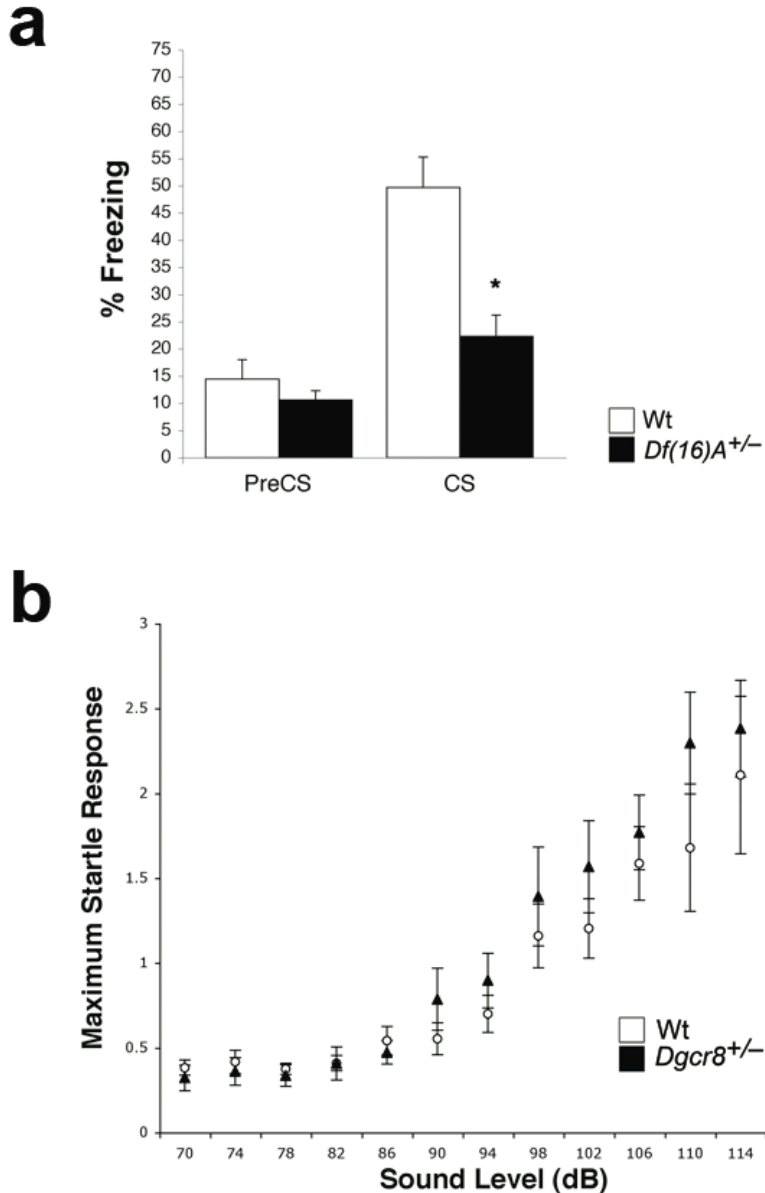 a
75
70
65
60
55
50
45
40
35
30
25
20
15
10
5
0
% Freezing
*
PreCS CS
Wt
Df(16)A+/–
b
3
2.5
2
1.5
1
0.5
0
Maximum Startle Response
Wt
Dgcr8+/–
70 74 78 82 86 90 94 98 102 106 110 114
Sound Level (dB)